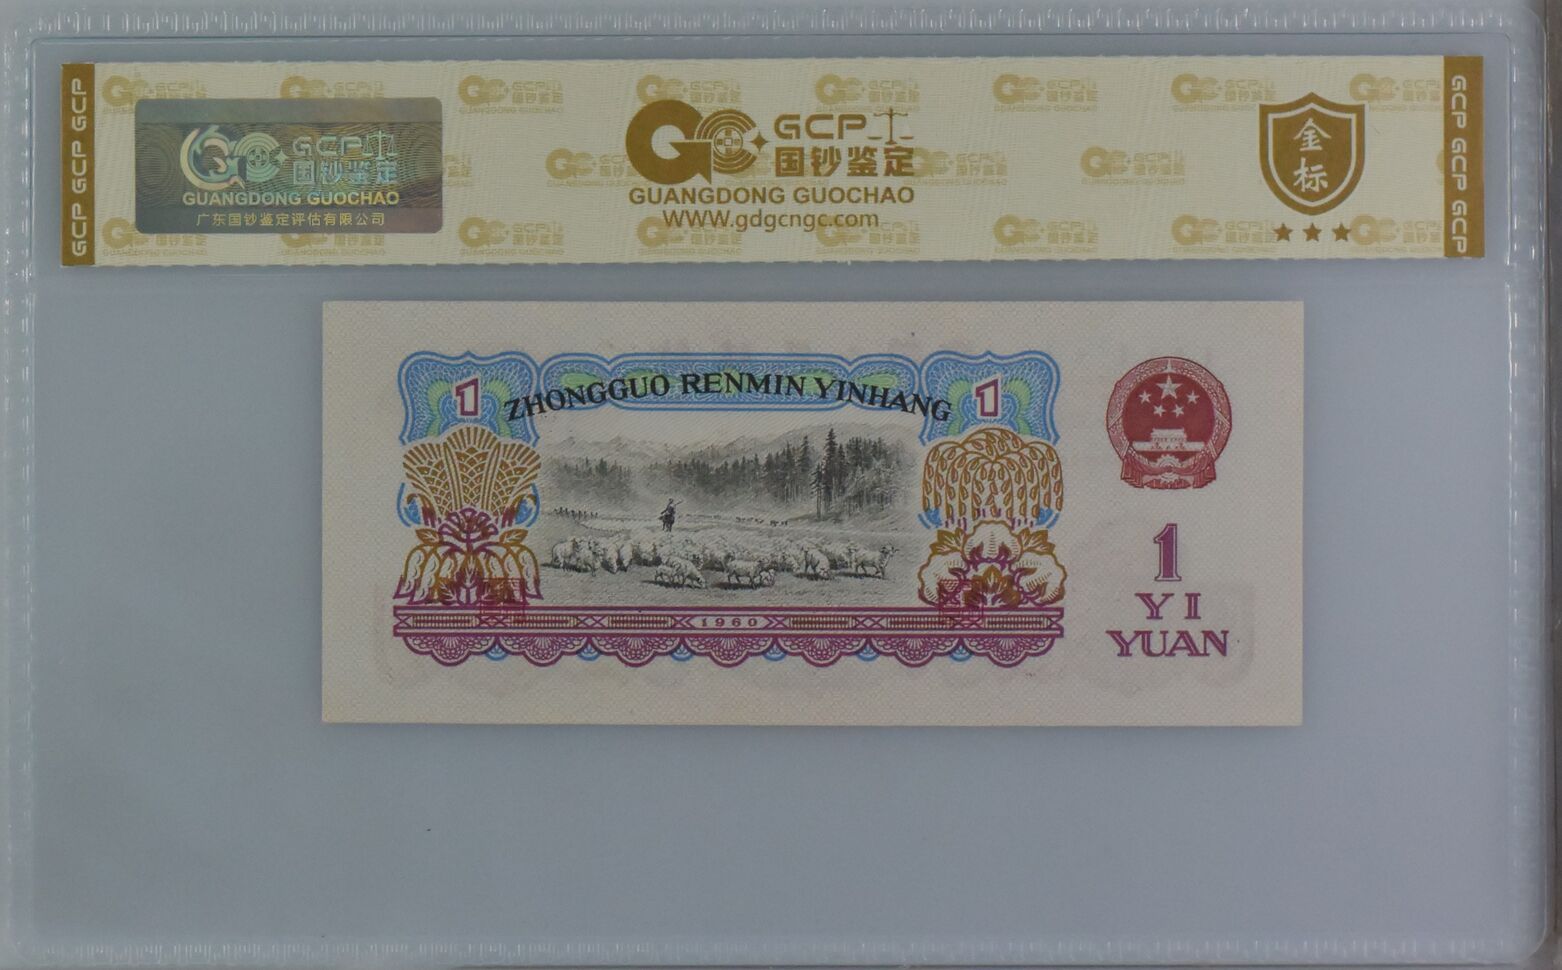 GCP GCP GCP
GCP
国钞鉴定
GUANGDONG GUOCHAO
广东国钞鉴定评估有限公司
GCP
国钞鉴定
GUANGDONG GUOCHAO
WWW.gdgcngc.com
金标
GCP GCP GCP
1
ZHONGGUO RENMIN YINHANG
1
1960
1
YI
YUAN